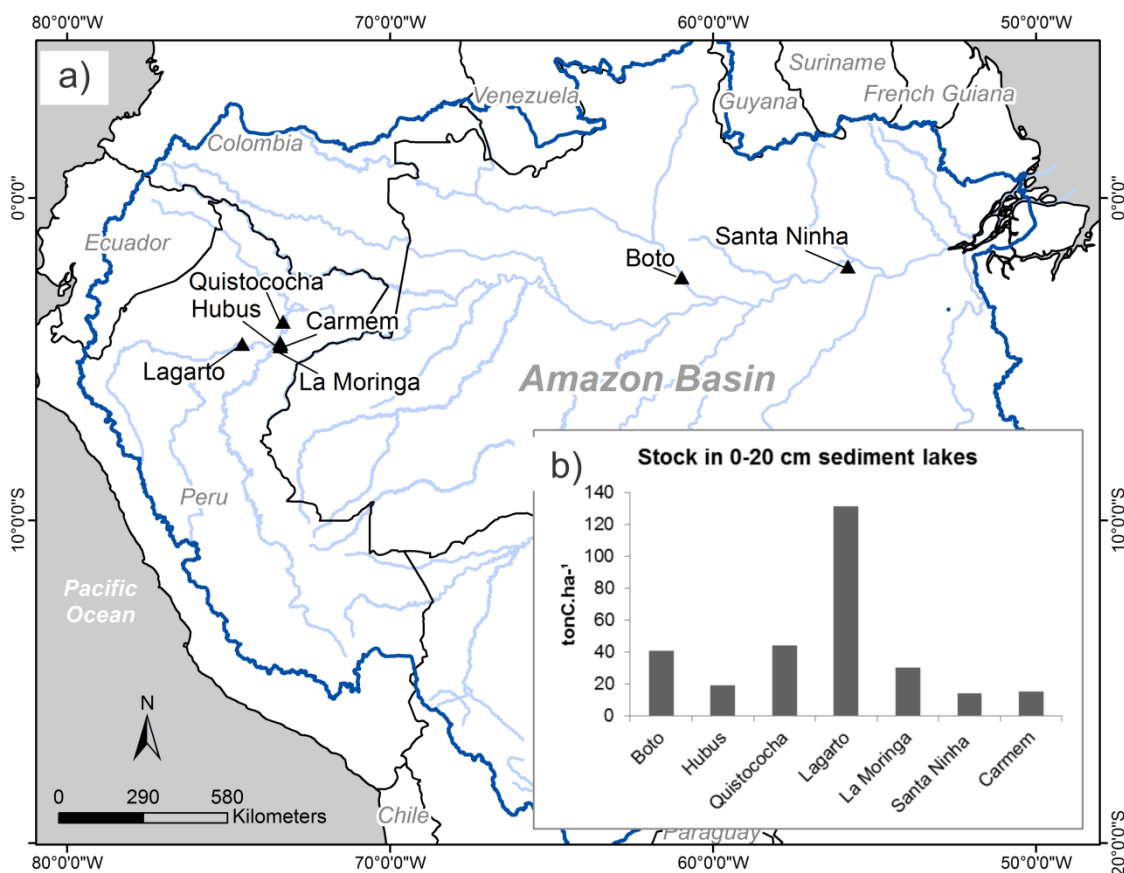 80°0'0"W 70°0'0"W 60°0'0"W 50°0'0"W
a)
Suriname
Venezuela
Guyana
French Guiana
Colombia
0°0'0"
0°0'0"
Ecuador
Santa Ninha
Boto
Quistococha
Hubus
Carmem
Lagarto
La Moringa
Amazon Basin
b)
Stock in 0-20 cm sediment lakes
Peru
10°0'0"S
10°0'0"S
tonC.ha-¹
140
120
100
80
60
40
20
0
Boto
Hubus
Quistococha
Lagarto
La Moringa
Santa Ninha
Carmem
Pacific
Ocean
N
0 290 580
Kilometers
Chile
Paraguay
20°0'0"S
80°0'0"W 70°0'0"W 60°0'0"W 50°0'0"W